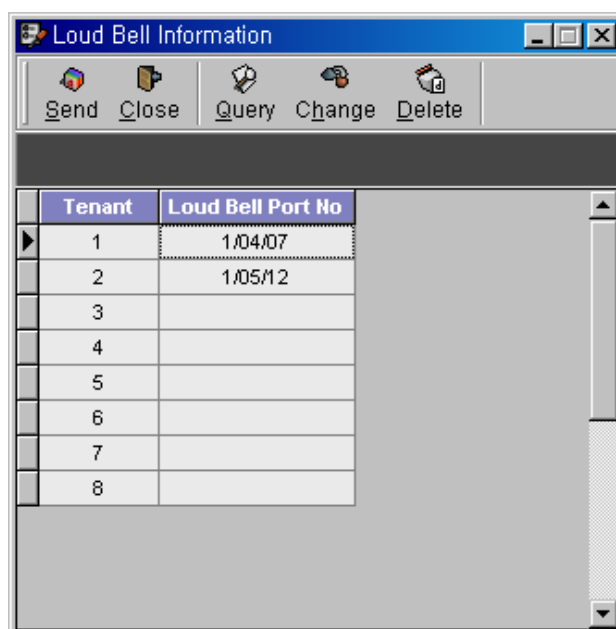 Loud Bell Information
Send Close Query Change Delete
Tenant Loud Bell Port No
1 1/04/07
2 1/05/12
3
4
5
6
7
8